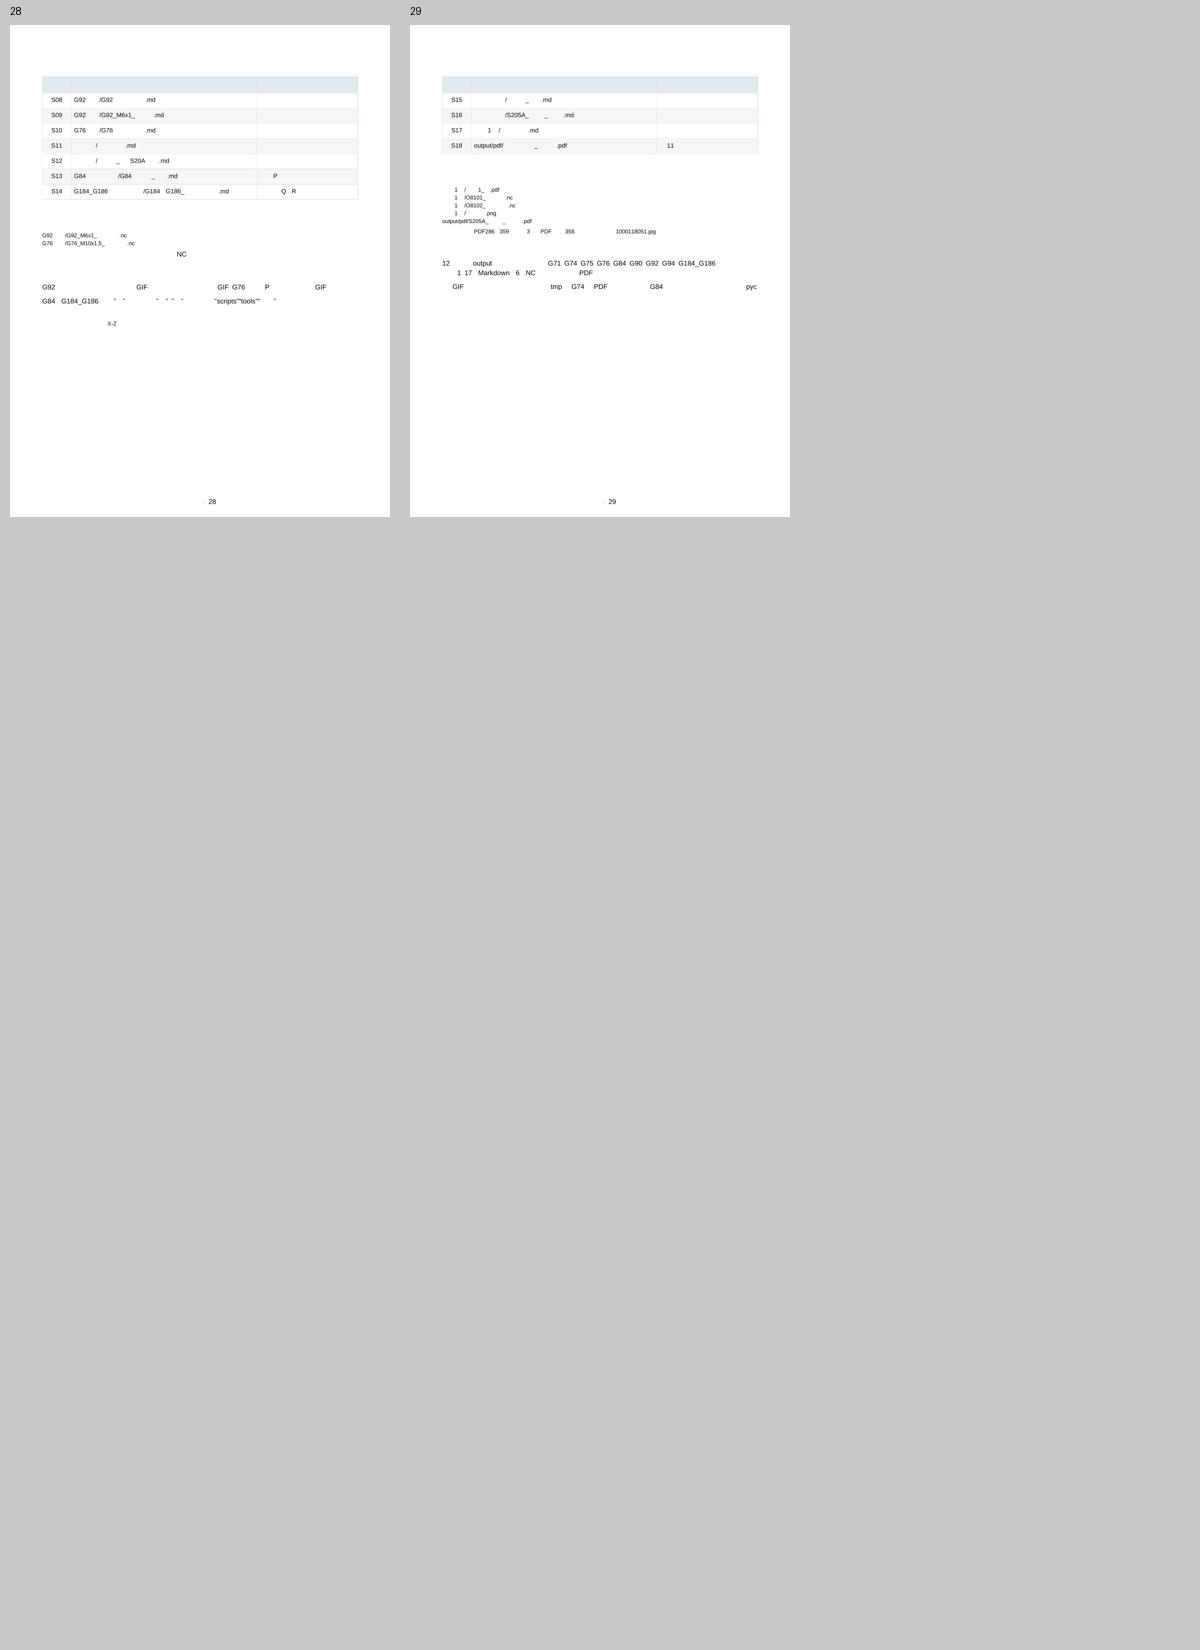 28
S08 G92 /G92 .md
S09 G92 /G92_M6x1_ .md
S10 G76 /G76 .md
S11 / .md
S12 / _ S20A .md
S13 G84 /G84 _ .md P
S14 G184_G186 /G184 G186_ .md Q R
G92 /G92_M6x1_ .nc
G76 /G76_M10x1.5_ .nc
NC
G92 GIF GIF G76 P GIF
G84 G184_G186 " " " " " " "scripts""tools"" "
X-Z
- 28
29
S15 / _ .md
S16 /S205A_ _ .md
S17 1 / .md
S18 output/pdf/ _ .pdf 11
1 / 1_ .pdf
1 /O8101_ .nc
1 /O8102_ .nc
1 / .png
output/pdf/S205A_ _ .pdf
PDF286 359 3 PDF 358 1000118051.jpg
12 output G71 G74 G75 G76 G84 G90 G92 G94 G184_G186
1 17 Markdown 6 NC PDF
GIF tmp G74 PDF G84 pyc
- 29